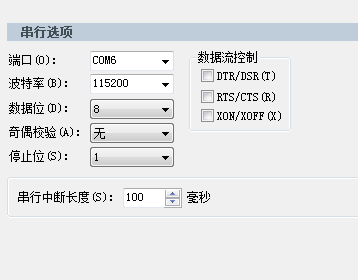 串行选项
端口(O): COM6
波特率(B): 115200
数据位(D): 8
奇偶校验(A): 无
停止位(S): 1
数据流控制
DTR/DSR(T)
RTS/CTS(R)
XON/XOFF(X)
串行中断长度(S): 100 毫秒